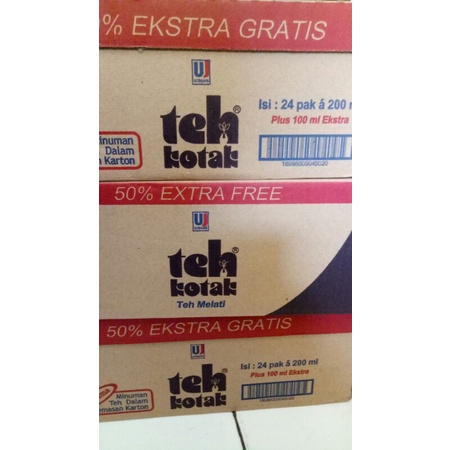 % EKSTRA GRATIS
U
ULTRAJAYA
teh®
kotak
Isi : 24 pak á 200 ml
Plus 100 ml Ekstra
Minuman
Dalam
Karton
50% EXTRA FREE
U
teh®
kotak
Teh Melati
50% EKSTRA GRATIS
U
teh®
kotak
Isi : 24 pak á 200 ml
Plus 100 ml Ekstra
Minuman
Teh Dalam
emasan Karton